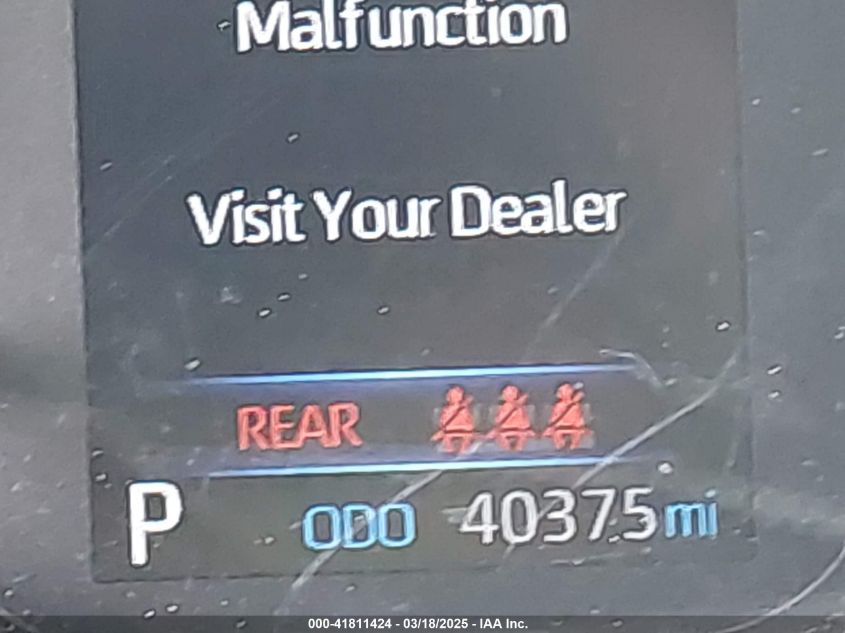 Malfunction
Visit Your Dealer
REAR
P ODO 40375 mi
000-41811424 - 03/18/2025 - IAA Inc.